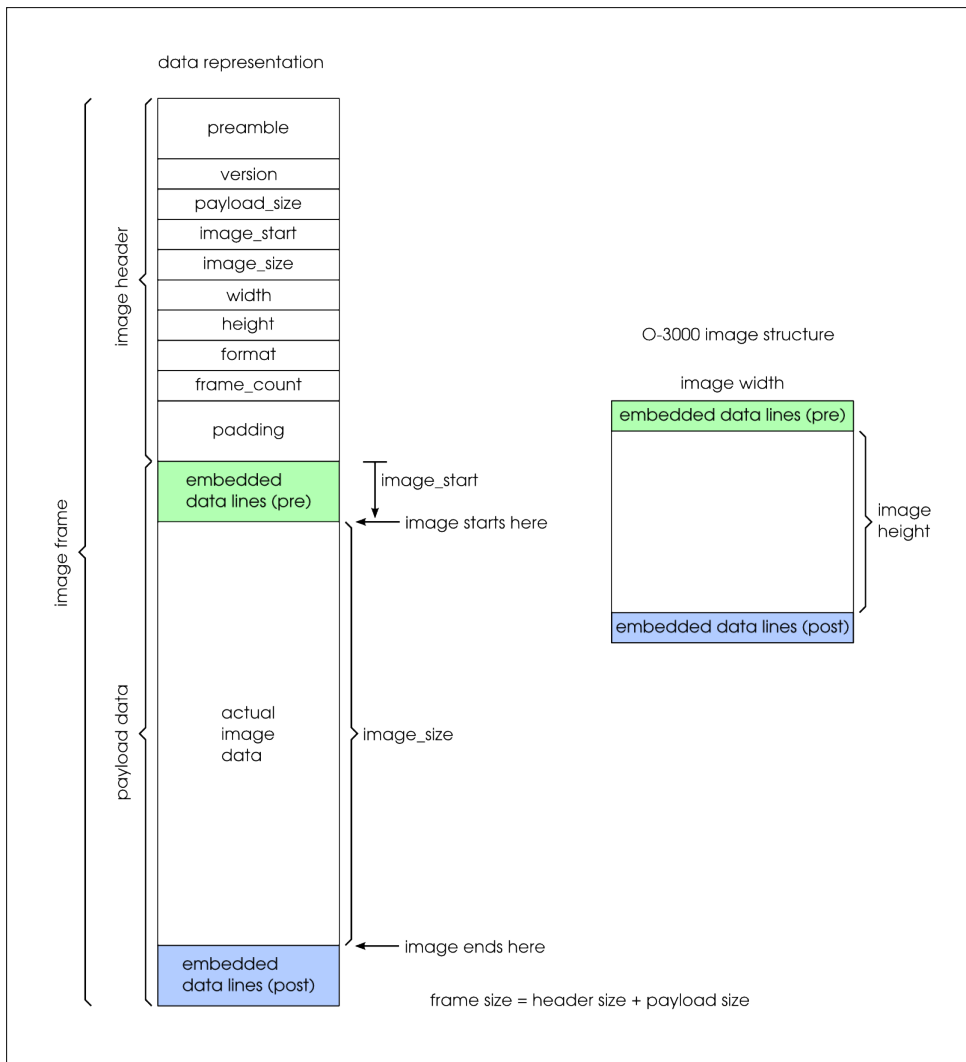 data representation
preamble
version
payload_size
image_start
image_size
width
height
format
frame_count
padding
image header
embedded
data lines (pre)
image_start
image starts here
image frame
payload data
actual
image
data
image_size
image ends here
embedded
data lines (post)
frame size = header size + payload size
O-3000 image structure
image width
embedded data lines (pre)
image
height
embedded data lines (post)